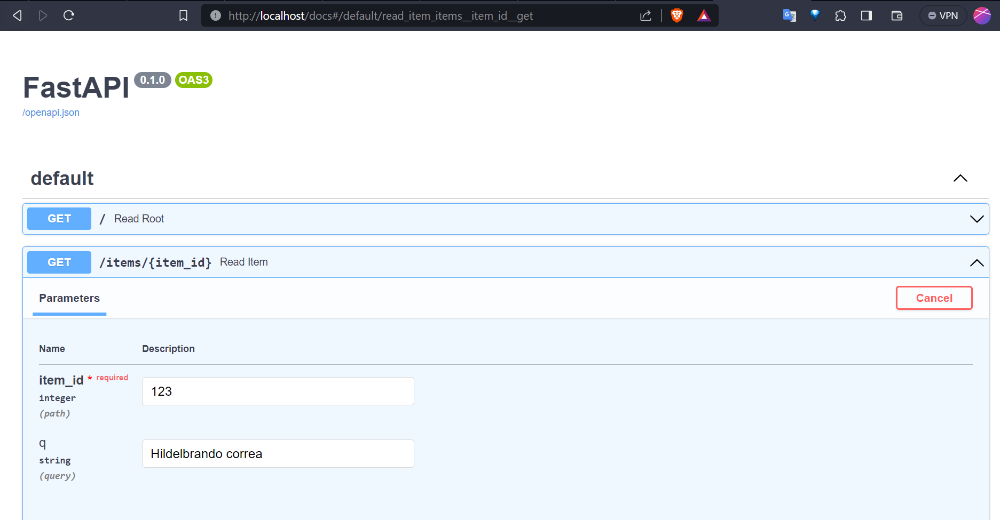 http://localhost/docs#/default/read_item_items__item_id__get
VPN
FastAPI 0.1.0 OAS3
/openapi.json
default
GET / Read Root
GET /items/{item_id} Read Item
Parameters
Cancel
Name Description
item_id * required
123
integer
(path)
q
Hildelbrando correa
string
(query)